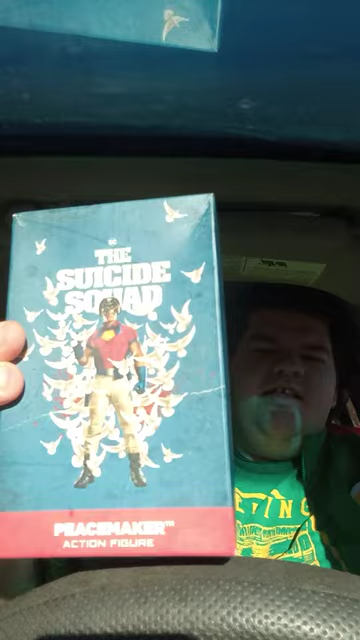 DC
THE
SUICIDE
SQUAD
PEACEMAKER™
ACTION FIGURE